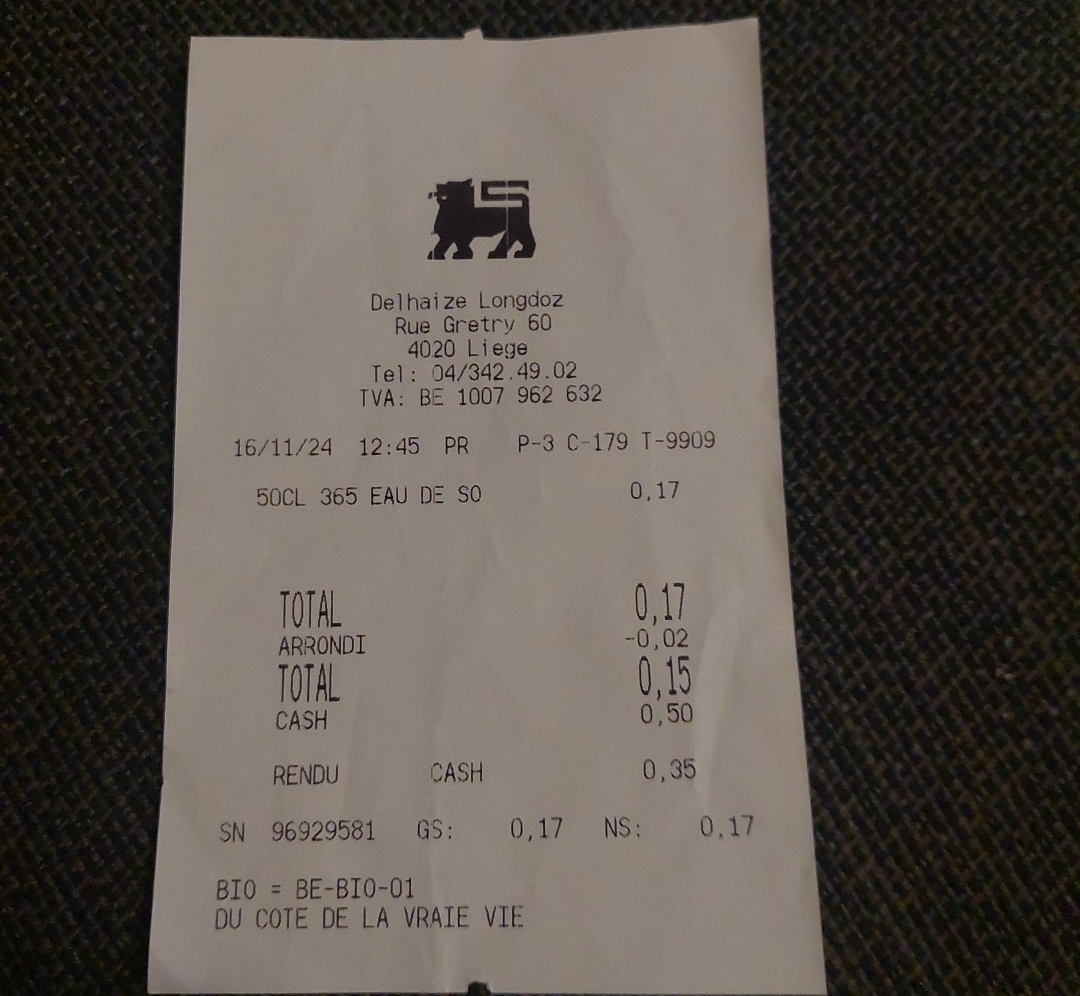 Delhaize Longdoz
Rue Gretry 60
4020 Liege
Tel: 04/342.49.02
TVA: BE 1007 962 632
16/11/24 12:45 PR P-3 C-179 T-9909
50CL 365 EAU DE SO 0,17
TOTAL 0,17
ARRONDI -0,02
TOTAL 0,15
CASH 0,50
RENDU CASH 0,35
SN 96929581 GS: 0,17 NS: 0,17
BIO = BE-BIO-01
DU COTE DE LA VRAIE VIE